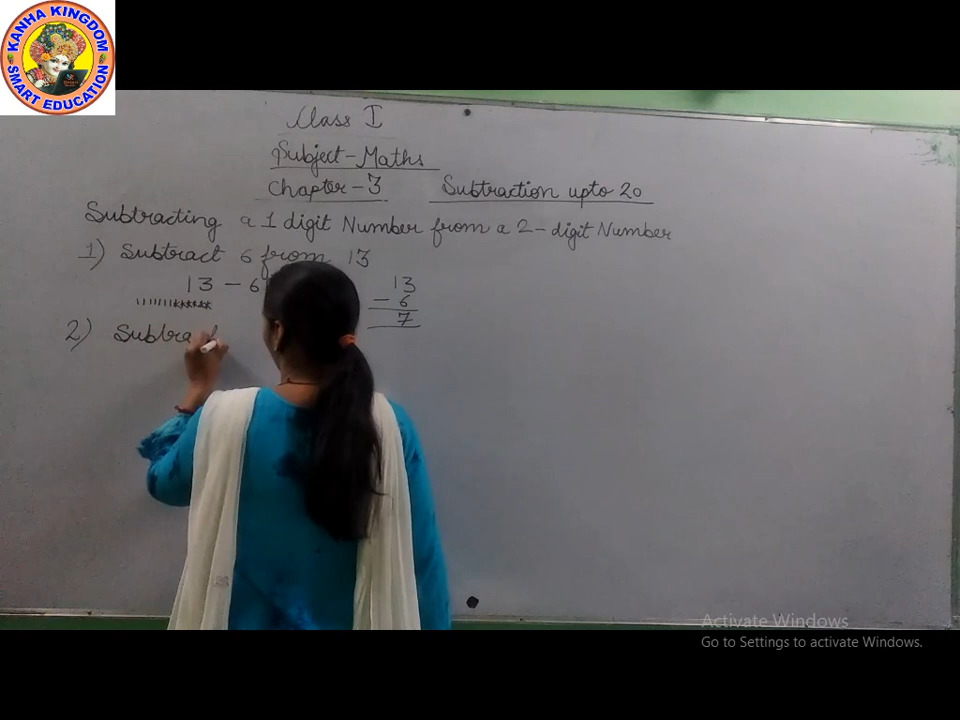 KANHA KINGDOM
SMART EDUCATION
Class I
Subject - Maths
Chapter - 3 Subtraction upto 20
Subtracting a 1 digit Number from a 2 - digit Number
1) Subtract 6 from 13
13 - 6
13
- 6
7
2) Subtra
Activate Windows
Go to Settings to activate Windows.